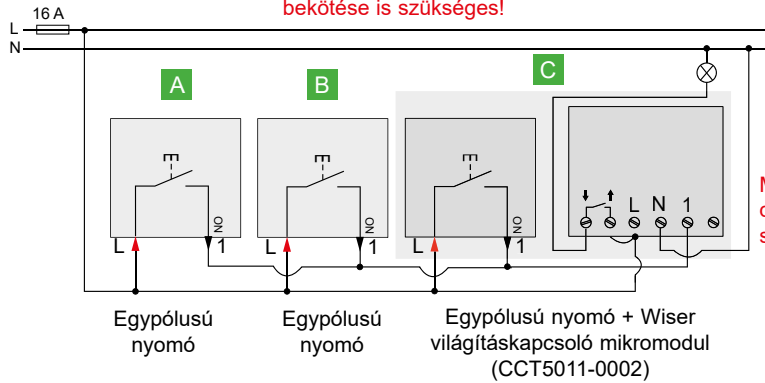 bekötése is szükséges!
16 A
L
N
A
B
C
NO
L
1
NO
L
1
NO
L
1
L N 1
M
Egypólusú
nyomó
Egypólusú
nyomó
Egypólusú nyomó + Wiser
világításkapcsoló mikromodul
(CCT5011-0002)